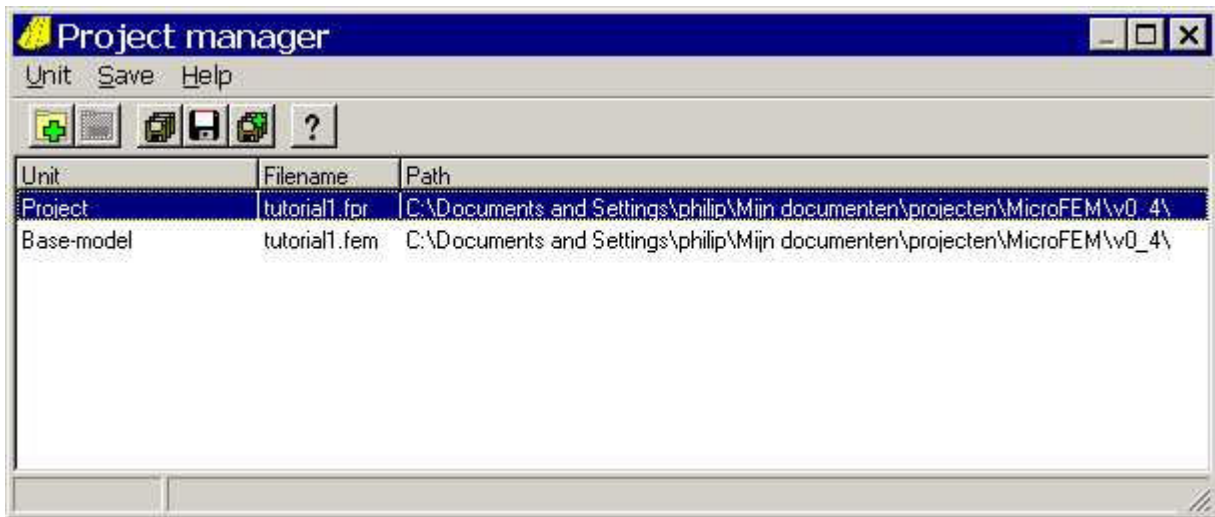 Project manager
Unit Save Help
?
Unit Filename Path
Project tutorial1.fpr C:\Documents and Settings\philip\Mijn documenten\projecten\MicroFEM\v0_4\
Base-model tutorial1.fem C:\Documents and Settings\philip\Mijn documenten\projecten\MicroFEM\v0_4\